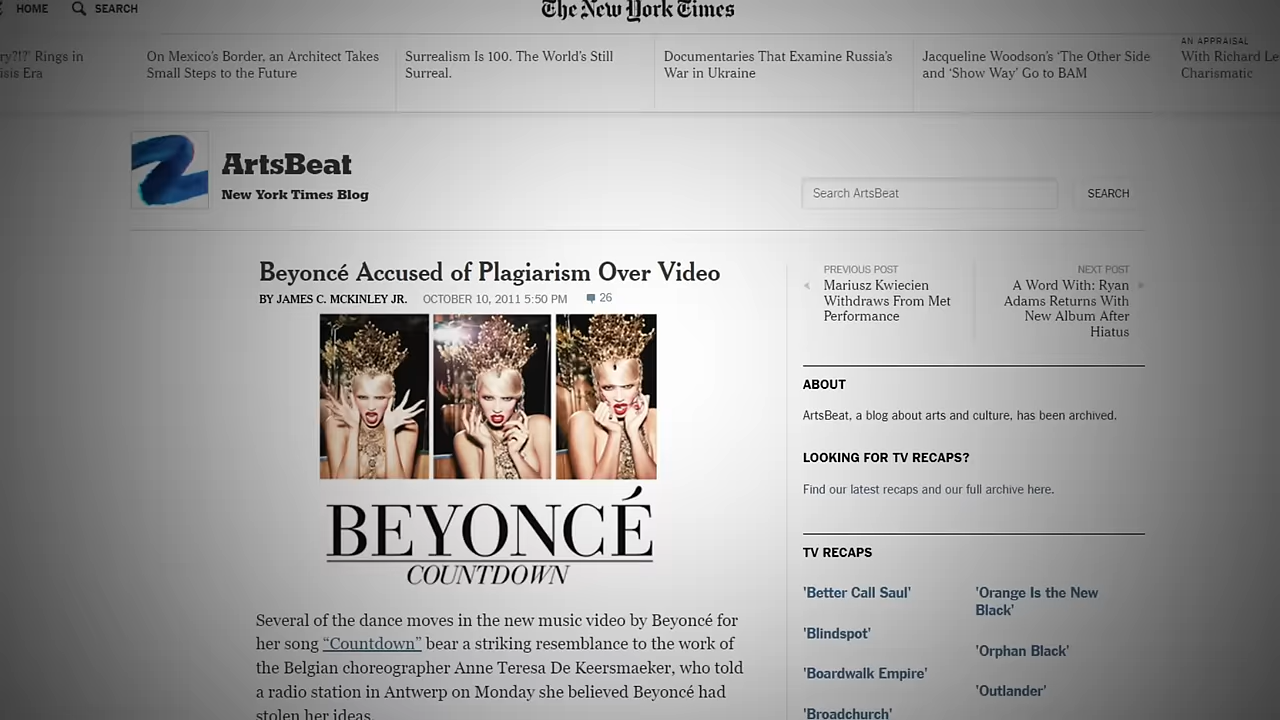 HOME
SEARCH
The New York Times
Rings in
Era
On Mexico's Border, an Architect Takes
Small Steps to the Future
Surrealism Is 100. The World's Still
Surreal.
Documentaries That Examine Russia's
War in Ukraine
Jacqueline Woodson's ‘The Other Side
and ‘Show Way’ Go to BAM
AN APPRAISAL
With Richard
Charismatic
ArtsBeat
New York Times Blog
Search ArtsBeat
SEARCH
Beyoncé Accused of Plagiarism Over Video
BY JAMES C. MCKINLEY JR. OCTOBER 10, 2011 5:50 PM 26
BEYONCÉ
COUNTDOWN
Several of the dance moves in the new music video by Beyoncé for
her song “Countdown” bear a striking resemblance to the work of
the Belgian choreographer Anne Teresa De Keersmaeker, who told
a radio station in Antwerp on Monday she believed Beyoncé had
stolen her ideas.
PREVIOUS POST
Mariusz Kwiecien
Withdraws From Met
Performance
NEXT POST
A Word With: Ryan
Adams Returns With
New Album After
Hiatus
ABOUT
ArtsBeat, a blog about arts and culture, has been archived.
LOOKING FOR TV RECAPS?
Find our latest recaps and our full archive here.
TV RECAPS
'Better Call Saul'
'Blindspot'
'Boardwalk Empire'
'Broadchurch'
'Orange Is the New
Black'
'Orphan Black'
'Outlander'